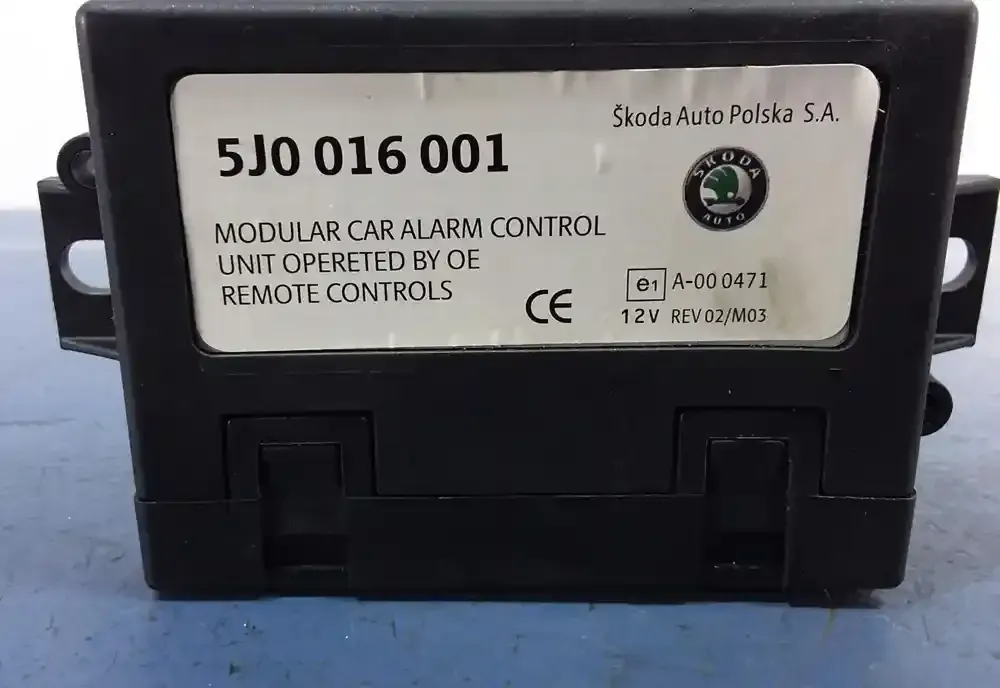 Škoda Auto Polska S.A.
5J0 016 001
ŠKODA
AUTO
MODULAR CAR ALARM CONTROL
UNIT OPERETED BY OE
REMOTE CONTROLS
CE
e1 A-00 0471
12V REV 02/M03